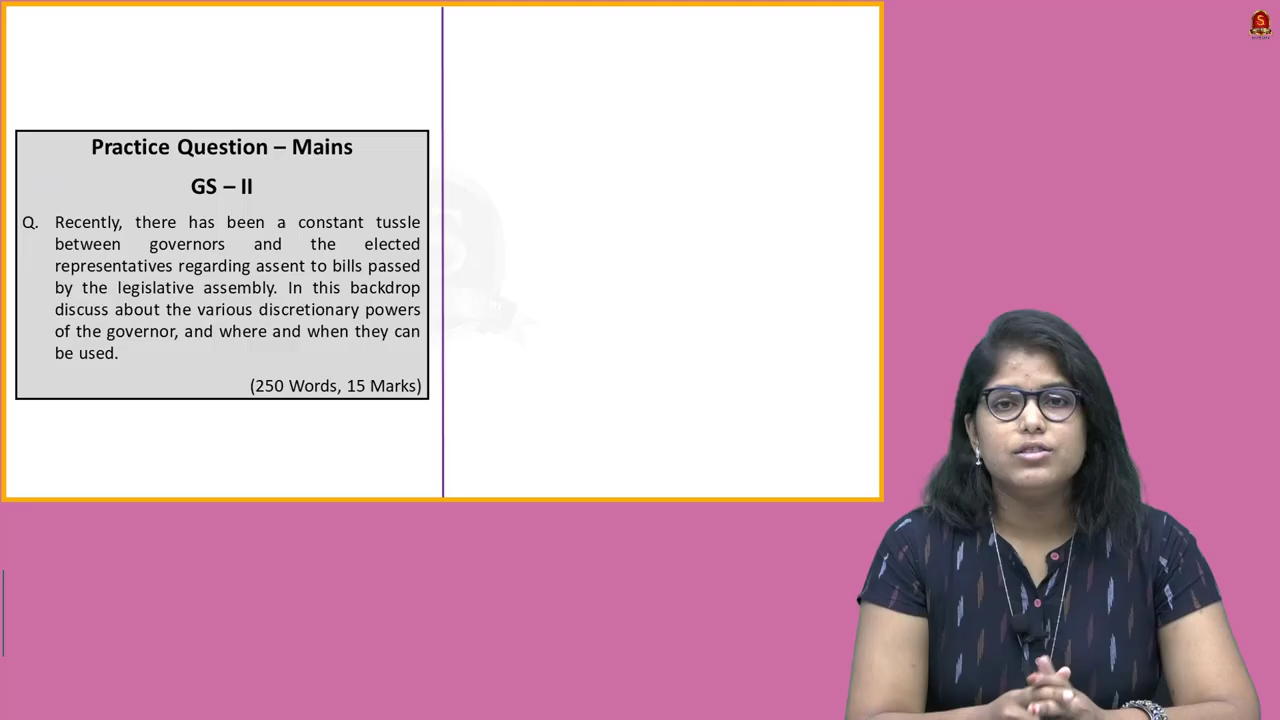 Practice Question – Mains
GS – II
Q. Recently, there has been a constant tussle
between governors and the elected
representatives regarding assent to bills passed
by the legislative assembly. In this backdrop
discuss about the various discretionary powers
of the governor, and where and when they can
be used.
(250 Words, 15 Marks)